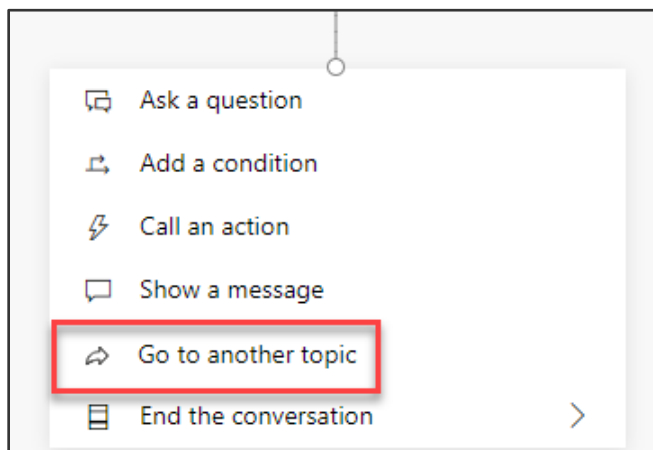 Ask a question
Add a condition
Call an action
Show a message
Go to another topic
End the conversation